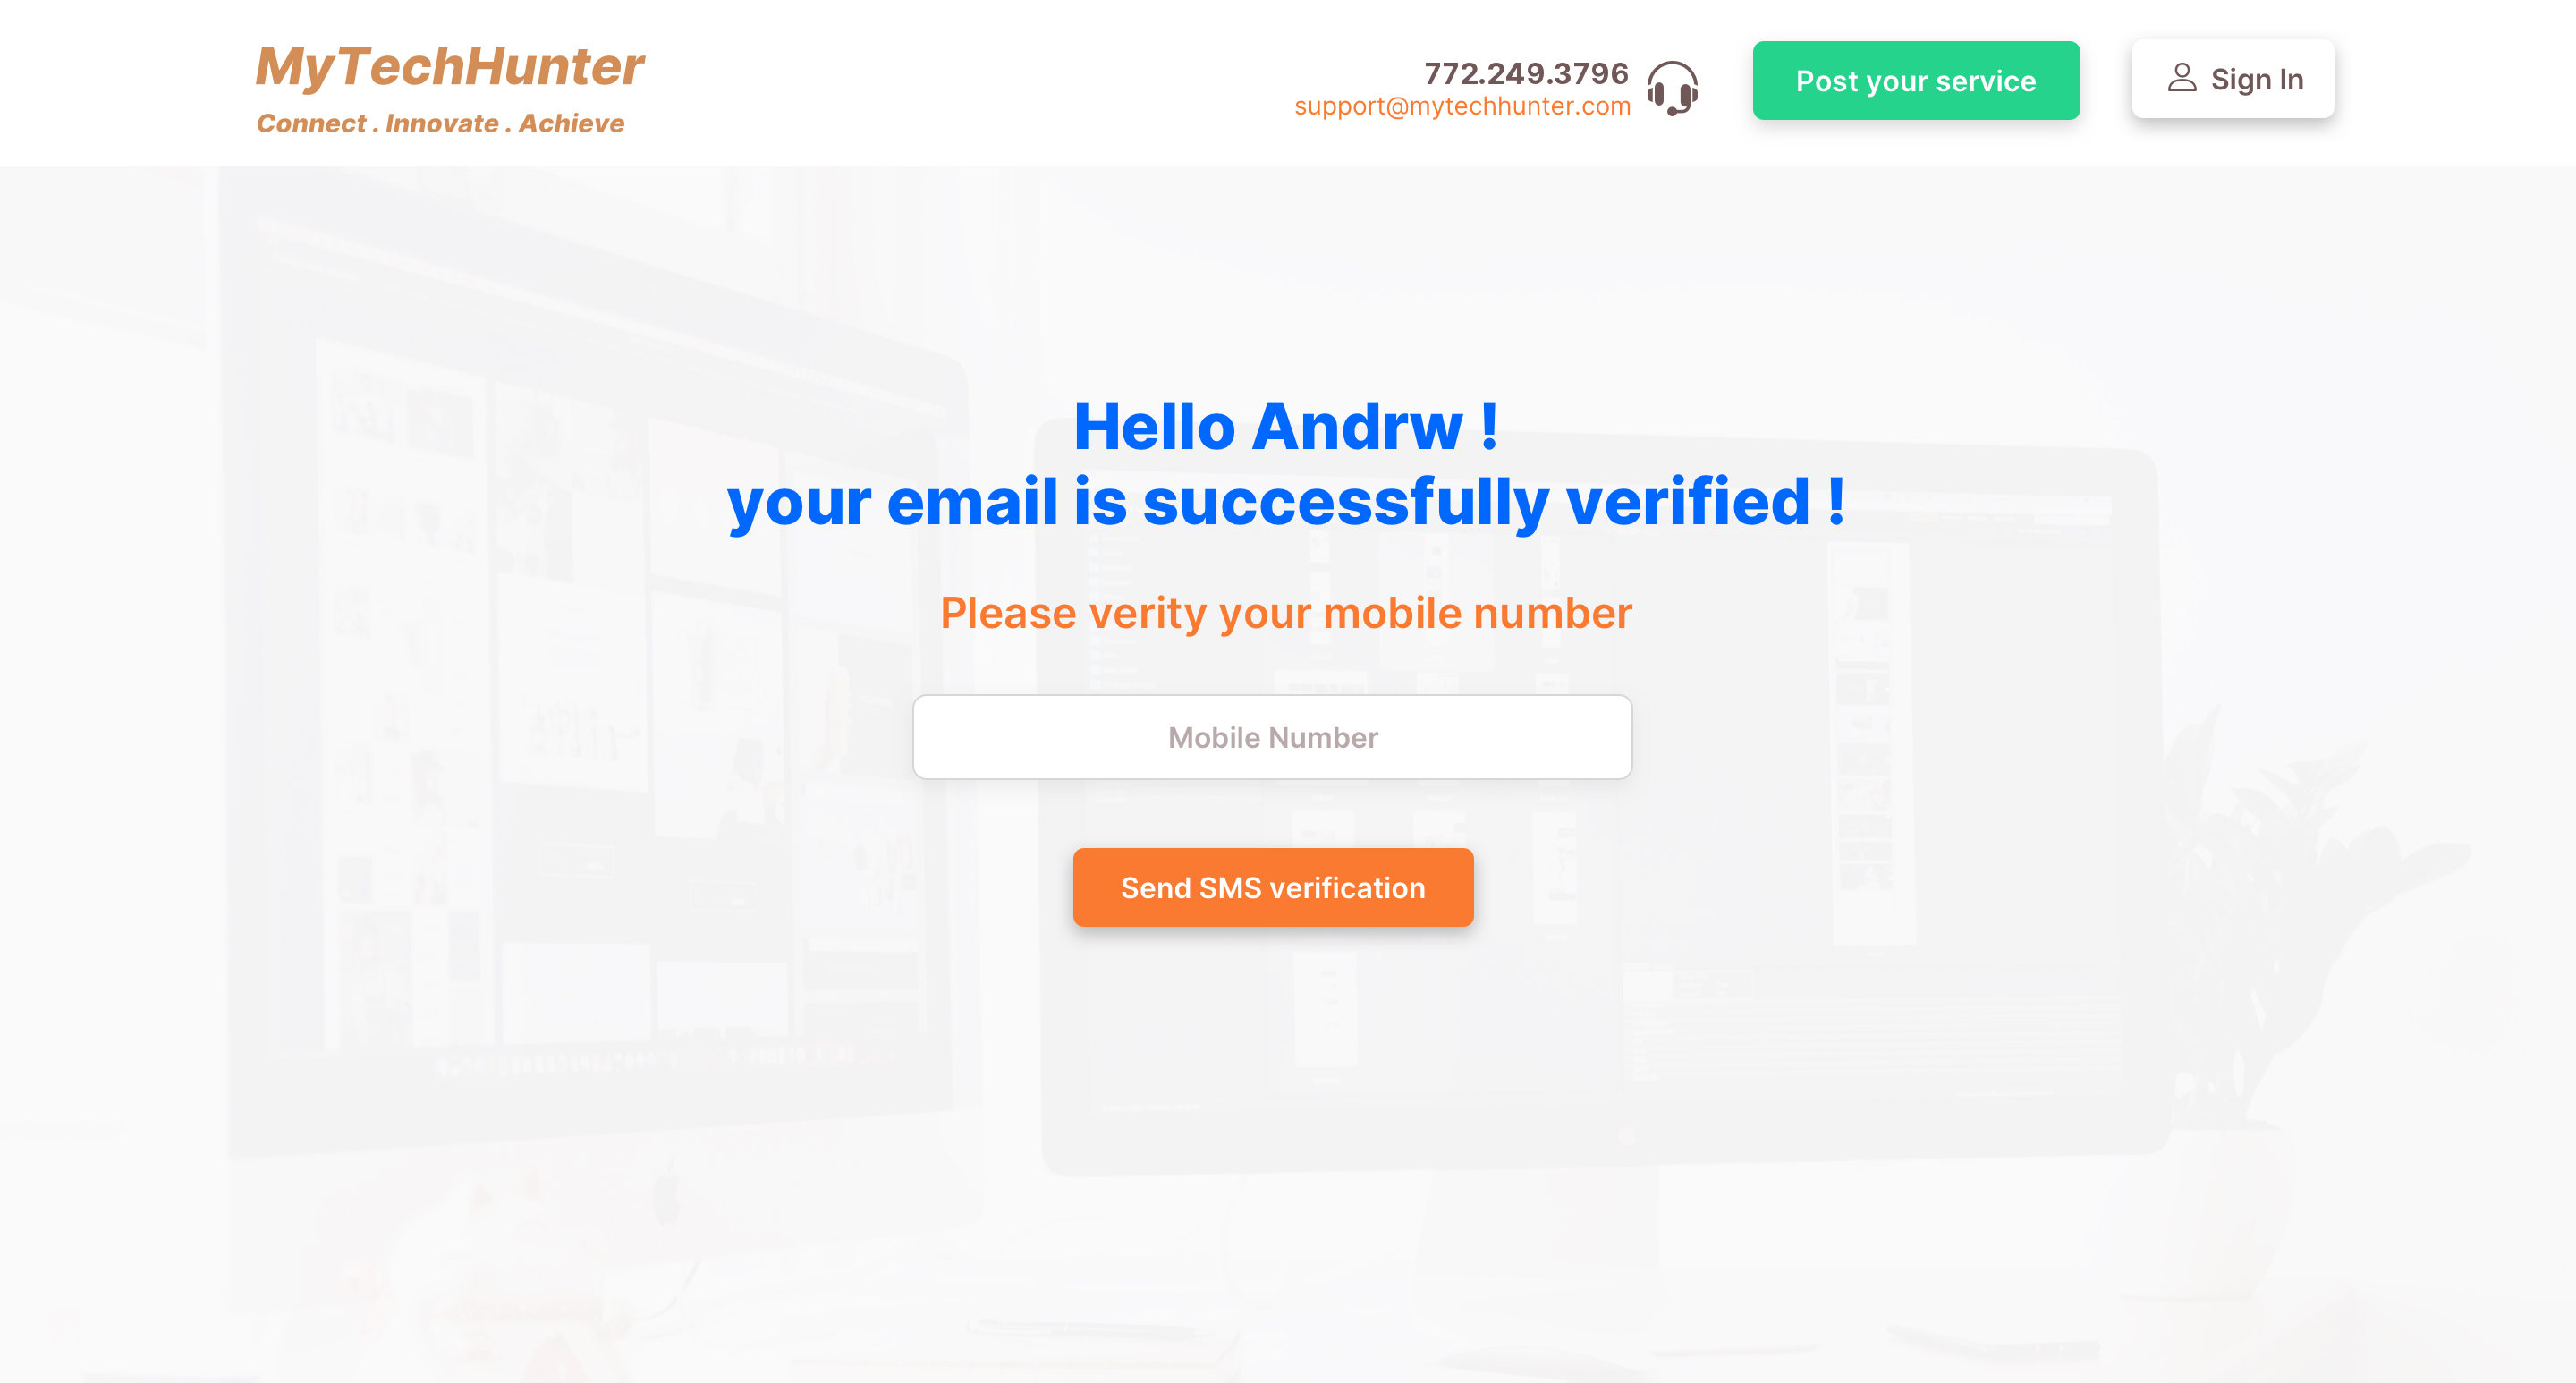 MyTechHunter
Connect . Innovate . Achieve
772.249.3796
support@mytechhunter.com
Post your service
Sign In
Hello Andrw !
your email is successfully verified !
Please verity your mobile number
Mobile Number
Send SMS verification